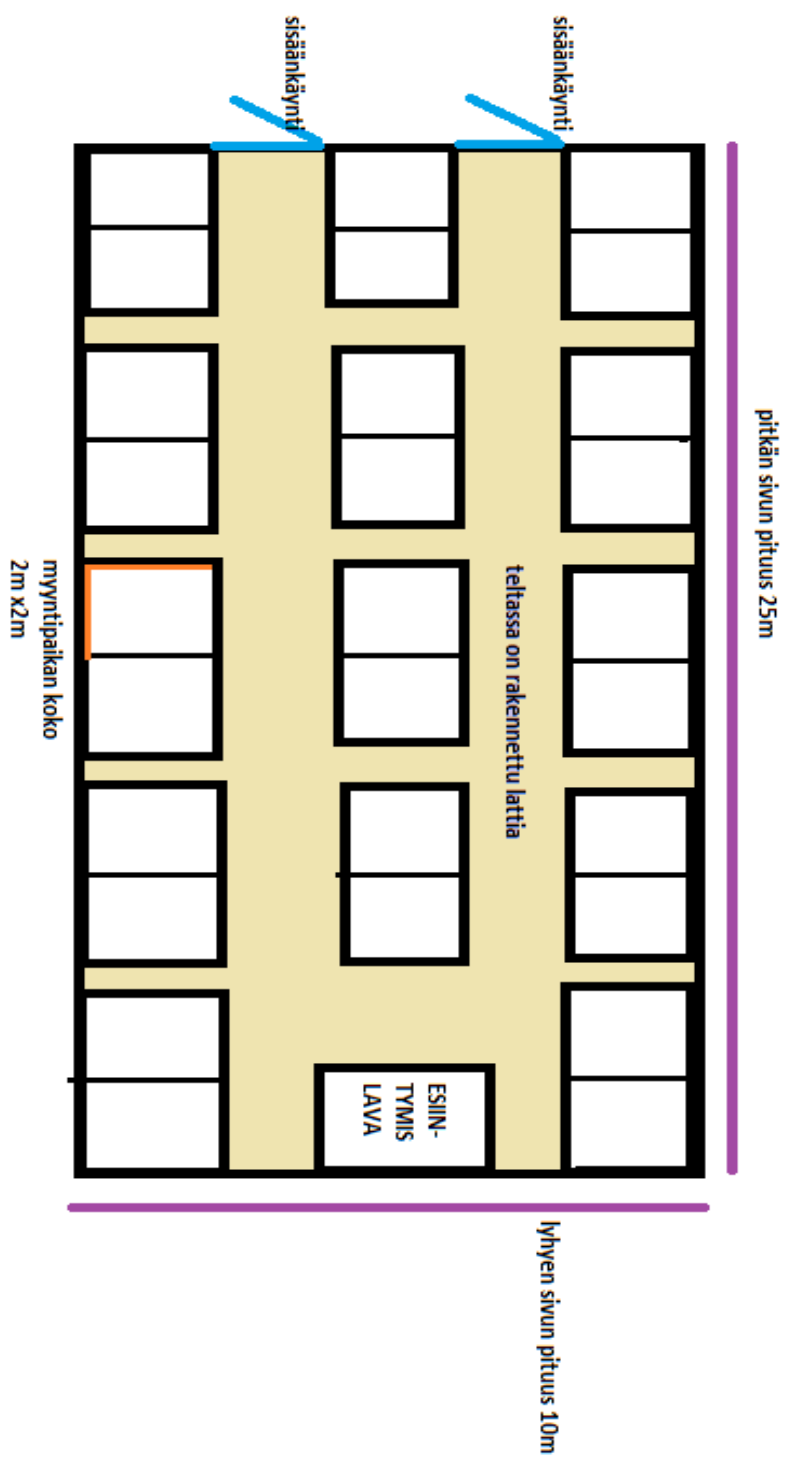 sisäänkäynti
sisäänkäynti
pitkän sivun pituus 25m
teltassa on rakennettu lattia
myyntipaikan koko
2m x2m
ESIIN-
TYMIS
LAVA
lyhyen sivun pituus 10m